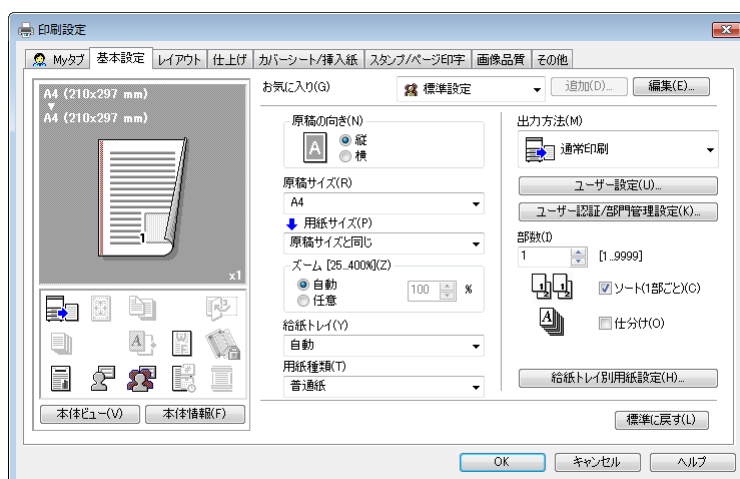 印刷設定
Myタブ 基本設定 レイアウト 仕上げ カバーシート/挿入紙 スタンプ/ページ印字 画像品質 その他
A4 (210x297 mm)
A4 (210x297 mm)
1
x1
本体ビュー(V) 本体情報(F)
お気に入り(G) 標準設定 追加(D)... 編集(E)...
原稿の向き(N)
A
縦
横
原稿サイズ(R)
A4
用紙サイズ(P)
原稿サイズと同じ
ズーム [25..400%](Z)
自動
任意
100 %
給紙トレイ(Y)
自動
用紙種類(T)
普通紙
出力方法(M)
通常印刷
ユーザー設定(U)...
ユーザー認証/部門管理設定(K)...
部数(I)
1 [1..9999]
ソート(1部ごと)(C)
仕分け(O)
給紙トレイ別用紙設定(H)...
標準に戻す(L)
OK キャンセル ヘルプ